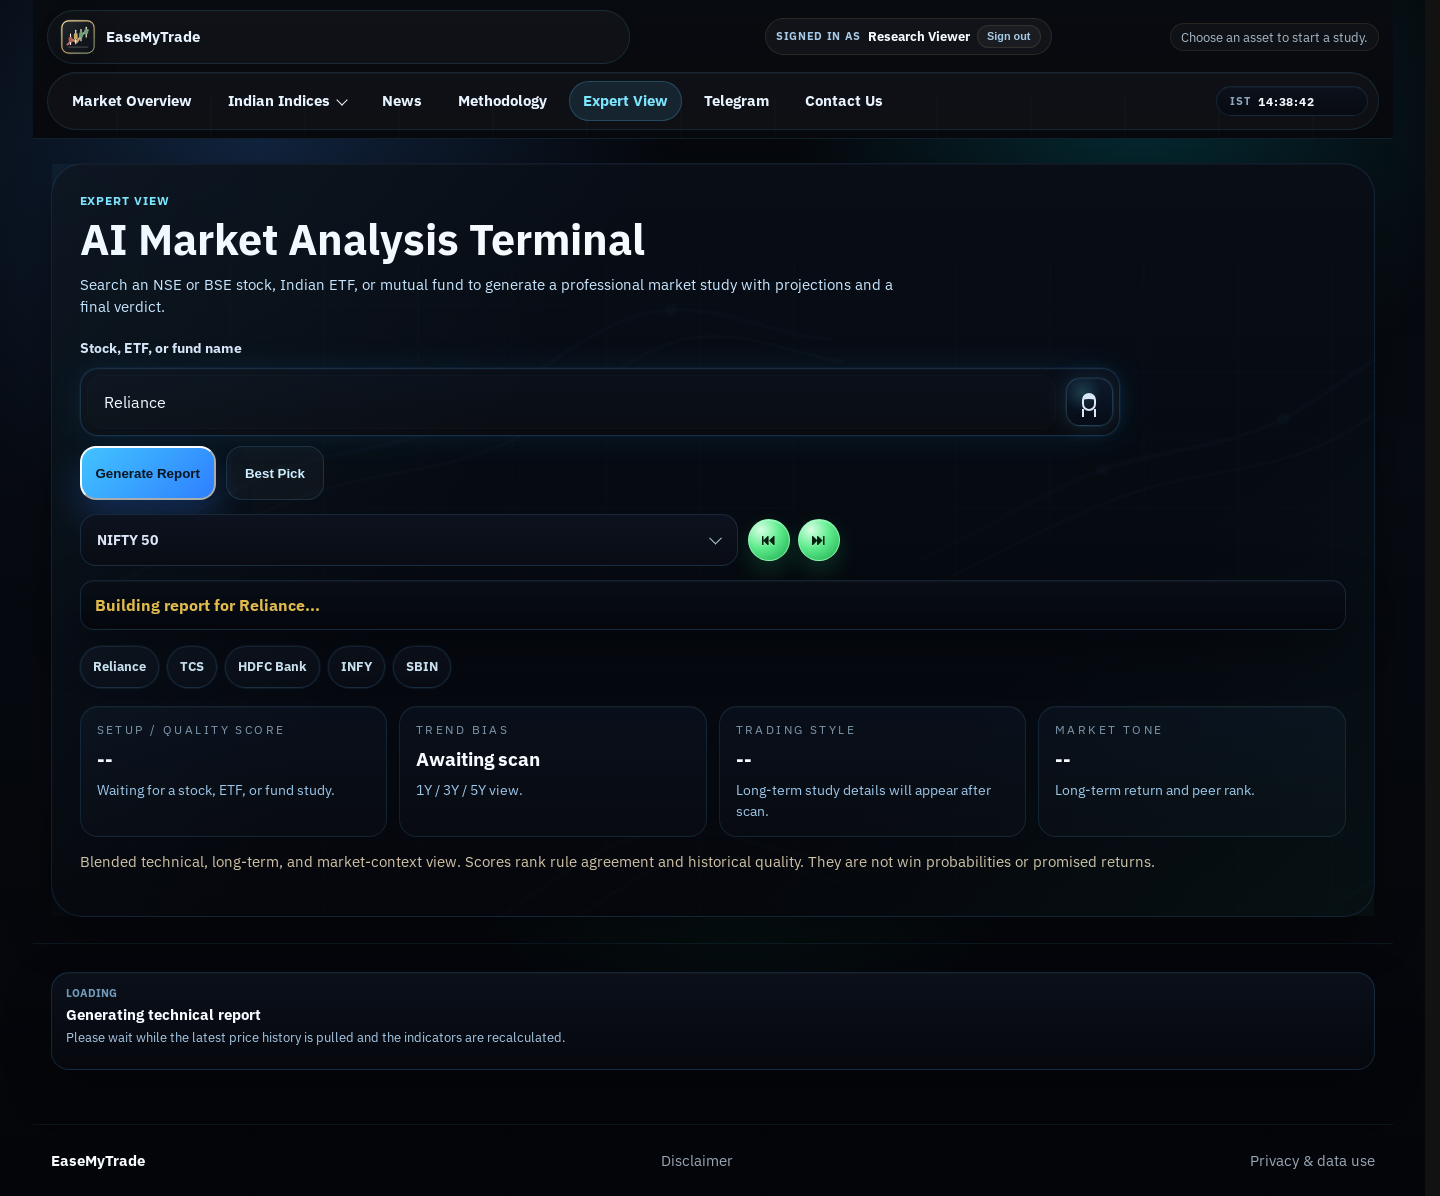 EaseMyTrade
SIGNED IN AS Research Viewer Sign out
Choose an asset to start a study.
Market Overview Indian Indices News Methodology Expert View Telegram Contact Us
IST 14:38:42
EXPERT VIEW
AI Market Analysis Terminal
Search an NSE or BSE stock, Indian ETF, or mutual fund to generate a professional market study with projections and a
final verdict.
Stock, ETF, or fund name
Reliance
Generate Report Best Pick
NIFTY 50
Building report for Reliance...
Reliance TCS HDFC Bank INFY SBIN
SETUP / QUALITY SCORE
--
Waiting for a stock, ETF, or fund study.
TREND BIAS
Awaiting scan
1Y / 3Y / 5Y view.
TRADING STYLE
--
Long-term study details will appear after
scan.
MARKET TONE
--
Long-term return and peer rank.
Blended technical, long-term, and market-context view. Scores rank rule agreement and historical quality. They are not win probabilities or promised returns.
LOADING
Generating technical report
Please wait while the latest price history is pulled and the indicators are recalculated.
EaseMyTrade
Disclaimer
Privacy & data use